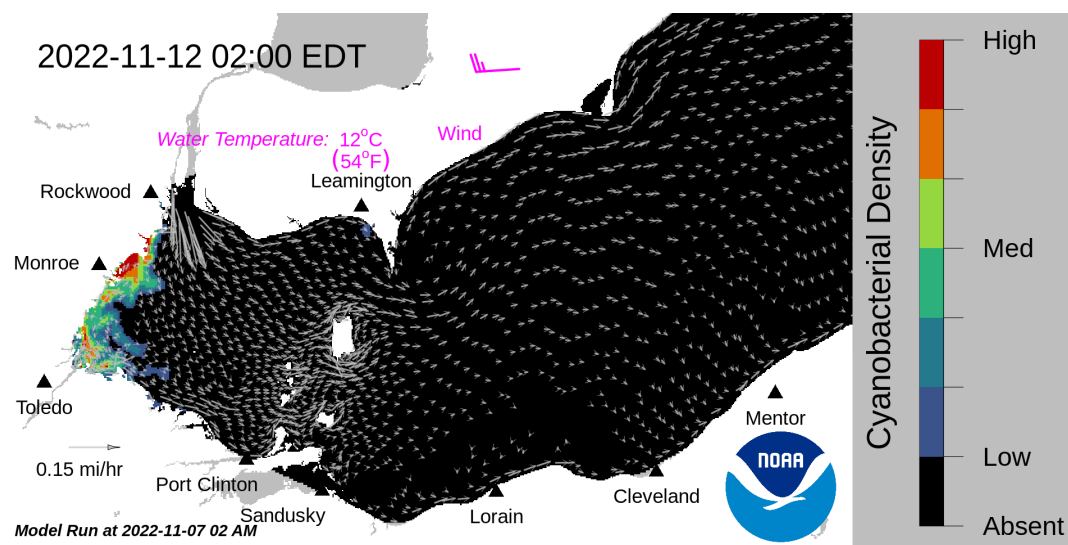 2022-11-12 02:00 EDT
Water Temperature: 12°C
(54°F)
Wind
Leamington
Rockwood
Monroe
Toledo
0.15 mi/hr
Port Clinton
Sandusky
Lorain
Cleveland
Mentor
NOAA
Model Run at 2022-11-07 02 AM
Cyanobacterial Density
High
Med
Low
Absent